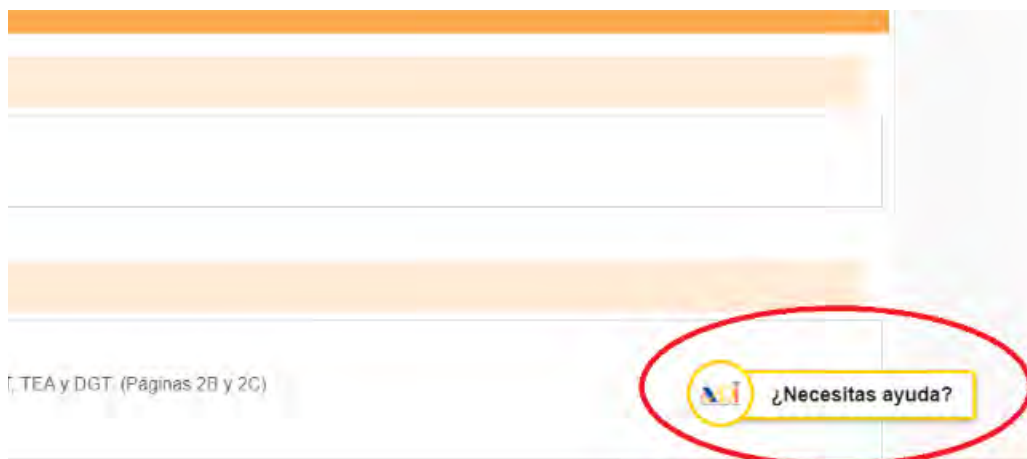 TEA y DGT. (Páginas 2B y 2C)
¿Necesitas ayuda?